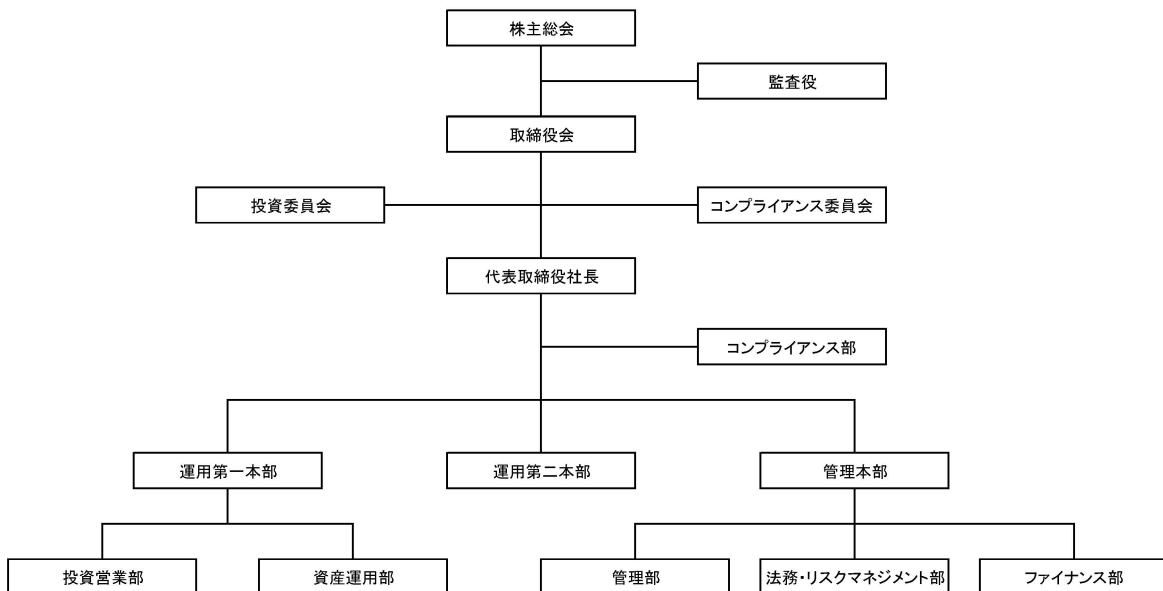 株主総会
監査役
取締役会
投資委員会
コンプライアンス委員会
代表取締役社長
コンプライアンス部
運用第一本部
運用第二本部
管理本部
投資営業部
資産運用部
管理部
法務・リスクマネジメント部
ファイナンス部